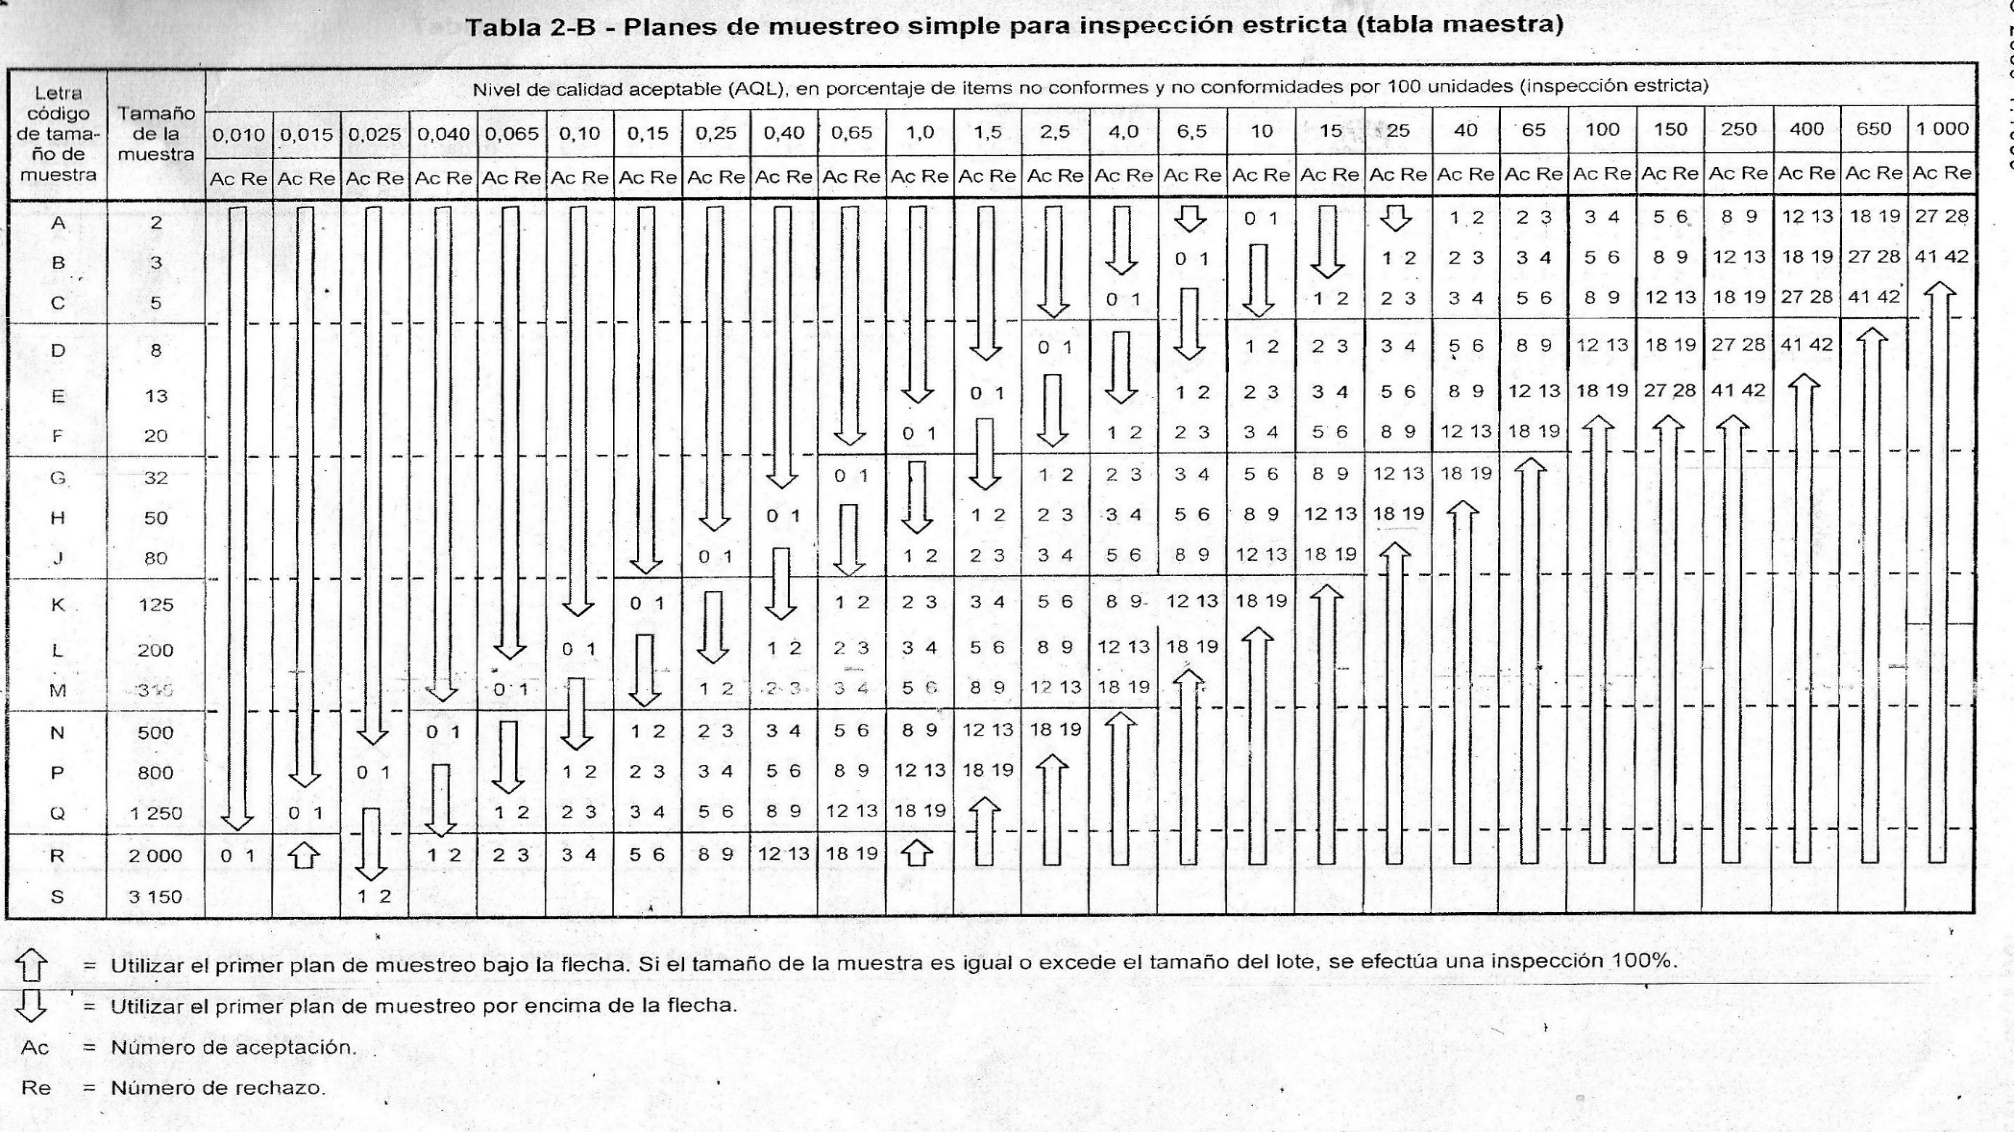 Tabla 2-B - Planes de muestreo simple para inspección estricta (tabla maestra)
Letra código de tama- ño de muestra
Tamaño de la muestra
Nivel de calidad aceptable (AQL), en porcentaje de items no conformes y no conformidades por 100 unidades (inspección estricta)
0,010 0,015 0,025 0,040 0,065 0,10 0,15 0,25 0,40 0,65 1,0 1,5 2,5 4,0 6,5 10 15 25 40 65 100 150 250 400 650 1 000
Ac Re Ac Re Ac Re Ac Re Ac Re Ac Re Ac Re Ac Re Ac Re Ac Re Ac Re Ac Re Ac Re Ac Re Ac Re Ac Re Ac Re Ac Re Ac Re Ac Re Ac Re Ac Re Ac Re Ac Re Ac Re Ac Re
A 2 0 1 1 2 2 3 3 4 5 6 8 9 12 13 18 19 27 28
B 3 0 1 1 2 2 3 3 4 5 6 8 9 12 13 18 19 27 28 41 42
C 5 0 1 1 2 2 3 3 4 5 6 8 9 12 13 18 19 27 28 41 42
D 8 0 1 1 2 2 3 3 4 5 6 8 9 12 13 18 19 27 28 41 42
E 13 0 1 1 2 2 3 3 4 5 6 8 9 12 13 18 19 27 28 41 42
F 20 0 1 1 2 2 3 3 4 5 6 8 9 12 13 18 19
G 32 0 1 1 2 2 3 3 4 5 6 8 9 12 13 18 19
H 50 0 1 1 2 2 3 3 4 5 6 8 9 12 13 18 19
J 80 0 1 1 2 2 3 3 4 5 6 8 9 12 13 18 19
K 125 0 1 1 2 2 3 3 4 5 6 8 9 12 13 18 19
L 200 0 1 1 2 2 3 3 4 5 6 8 9 12 13 18 19
M 315 0 1 1 2 2 3 3 4 5 6 8 9 12 13 18 19
N 500 0 1 1 2 2 3 3 4 5 6 8 9 12 13 18 19
P 800 0 1 1 2 2 3 3 4 5 6 8 9 12 13 18 19
Q 1 250 0 1 1 2 2 3 3 4 5 6 8 9 12 13 18 19
R 2 000 0 1 1 2 2 3 3 4 5 6 8 9 12 13 18 19
S 3 150 1 2
= Utilizar el primer plan de muestreo bajo la flecha. Si el tamaño de la muestra es igual o excede el tamaño del lote, se efectúa una inspección 100%.
= Utilizar el primer plan de muestreo por encima de la flecha.
Ac = Número de aceptación.
Re = Número de rechazo.